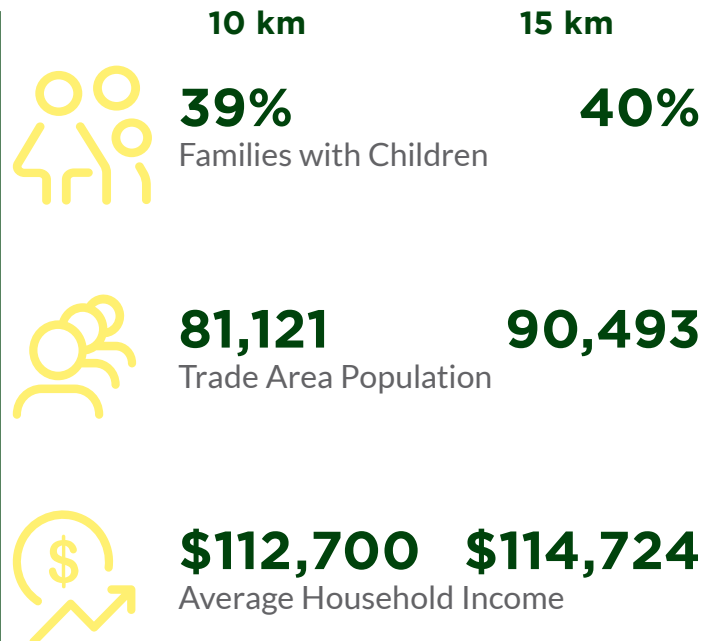 10 km 15 km
39% 40%
Families with Children
81,121 90,493
Trade Area Population
$
$112,700 $114,724
Average Household Income